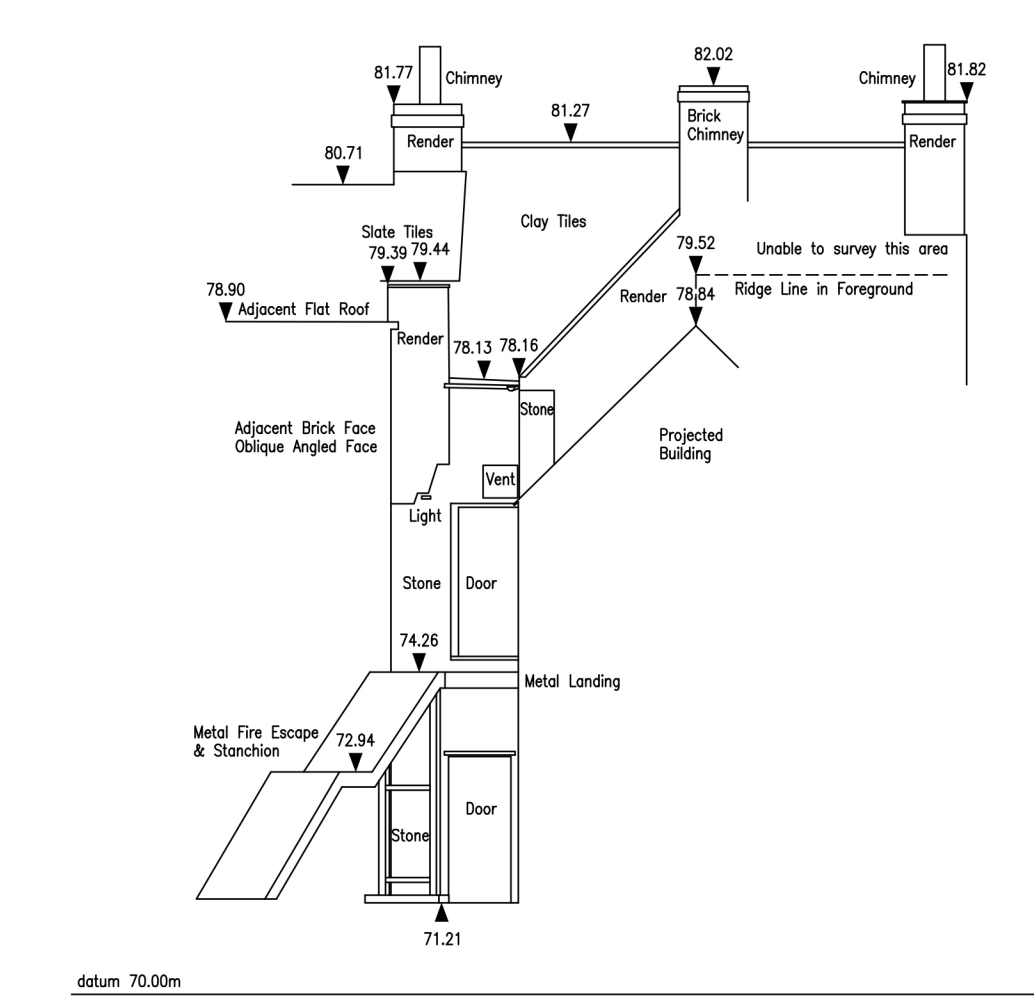 82.02
81.77
Chimney
Chimney
81.82
81.27
Brick
Chimney
Render
Render
80.71
Clay Tiles
Slate Tiles
79.39
79.44
79.52
Unable to survey this area
78.90
Adjacent Flat Roof
Render
78.84
Ridge Line in Foreground
Render
78.13
78.16
Stone
Adjacent Brick Face
Oblique Angled Face
Projected
Building
Vent
Light
Stone
Door
74.26
Metal Landing
Metal Fire Escape
& Stanchion
72.94
Door
Stone
71.21
datum 70.00m